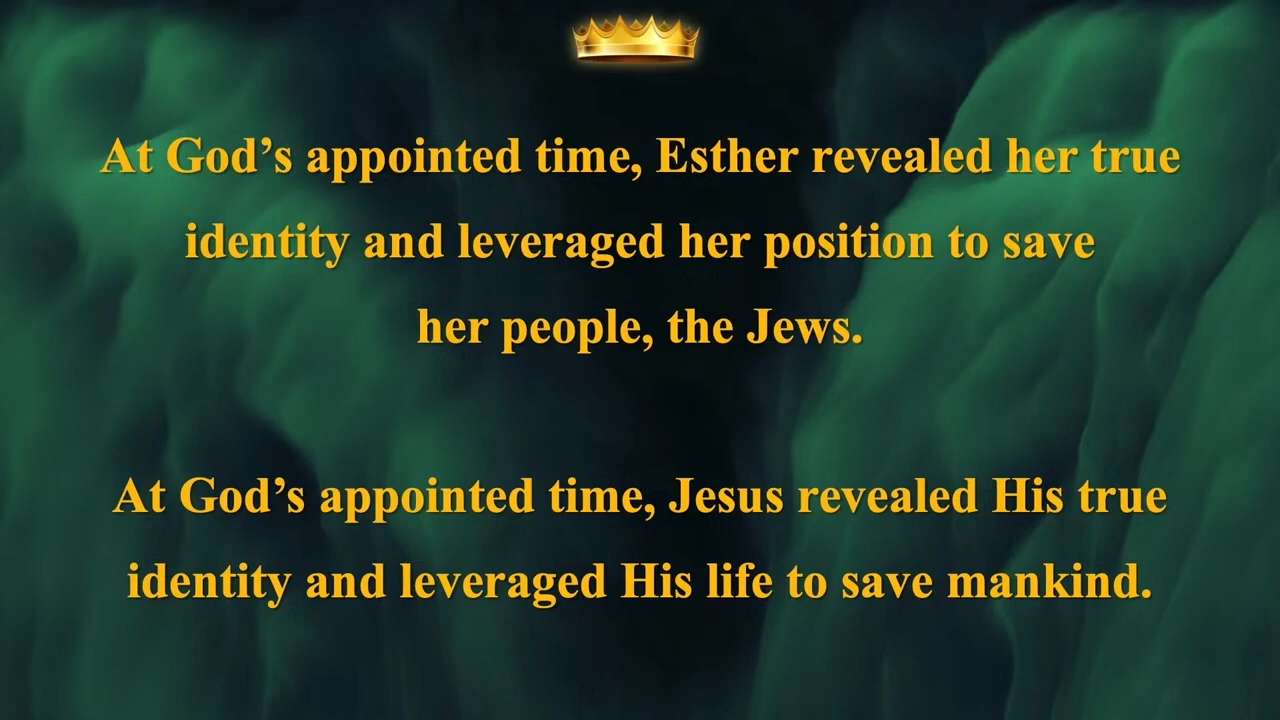 At God’s appointed time, Esther revealed her true
identity and leveraged her position to save
her people, the Jews.
At God’s appointed time, Jesus revealed His true
identity and leveraged His life to save mankind.